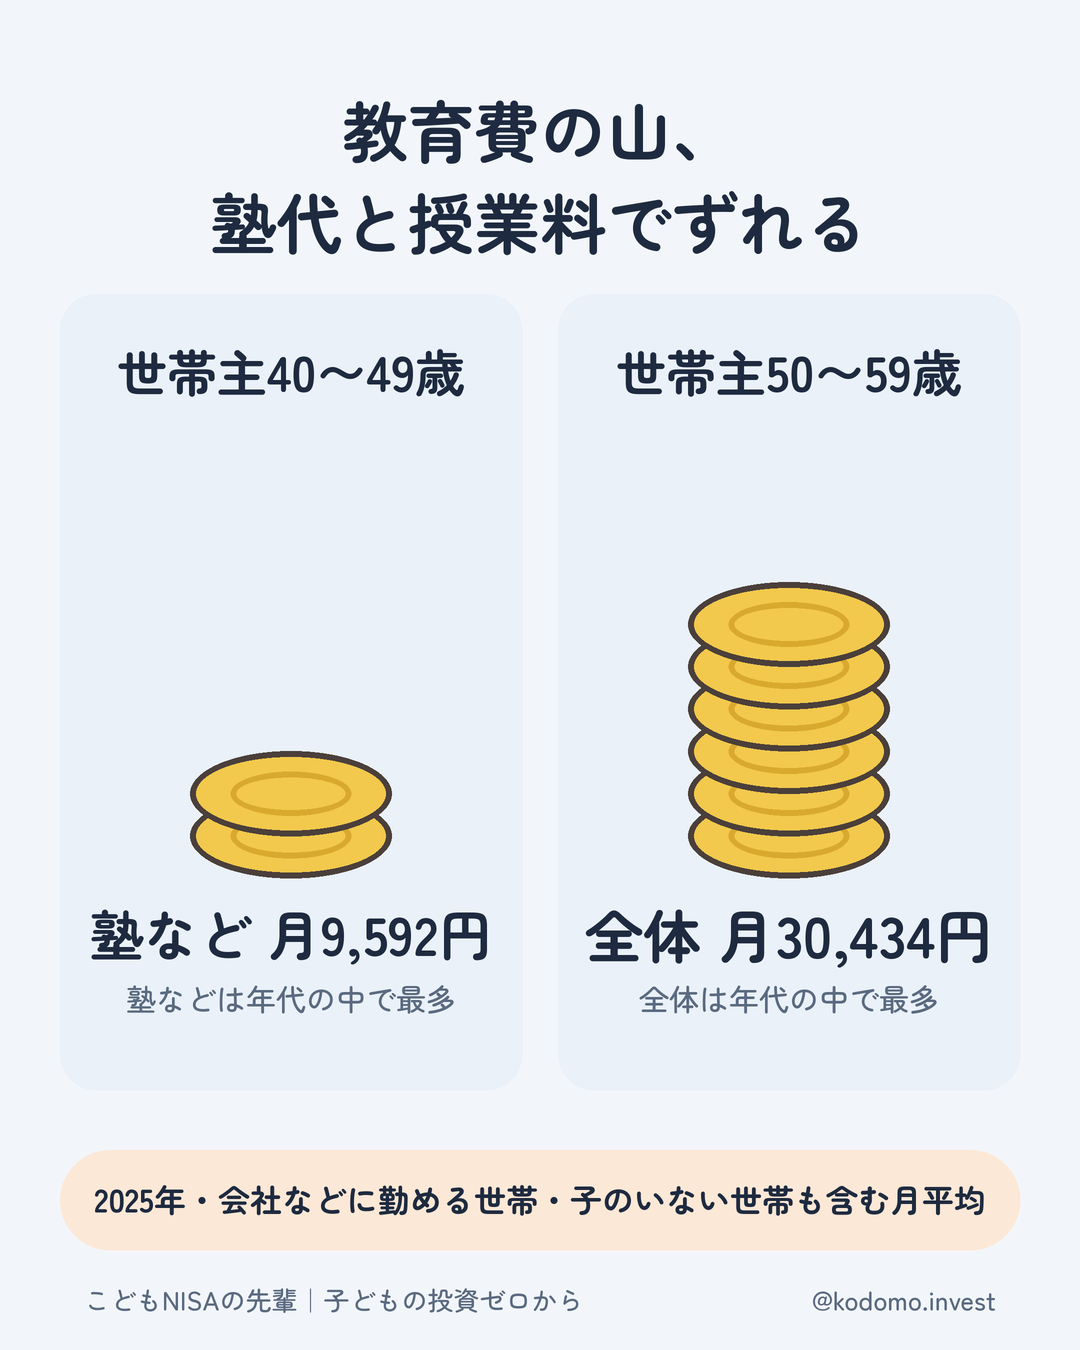 教育費の山、
塾代と授業料でずれる
世帯主40〜49歳
塾など 月9,592円
塾などは年代の中で最多
世帯主50〜59歳
全体 月30,434円
全体は年代の中で最多
2025年・会社などに勤める世帯・子のいない世帯も含む月平均
こどもNISAの先輩｜子どもの投資ゼロから
@kodomo.invest